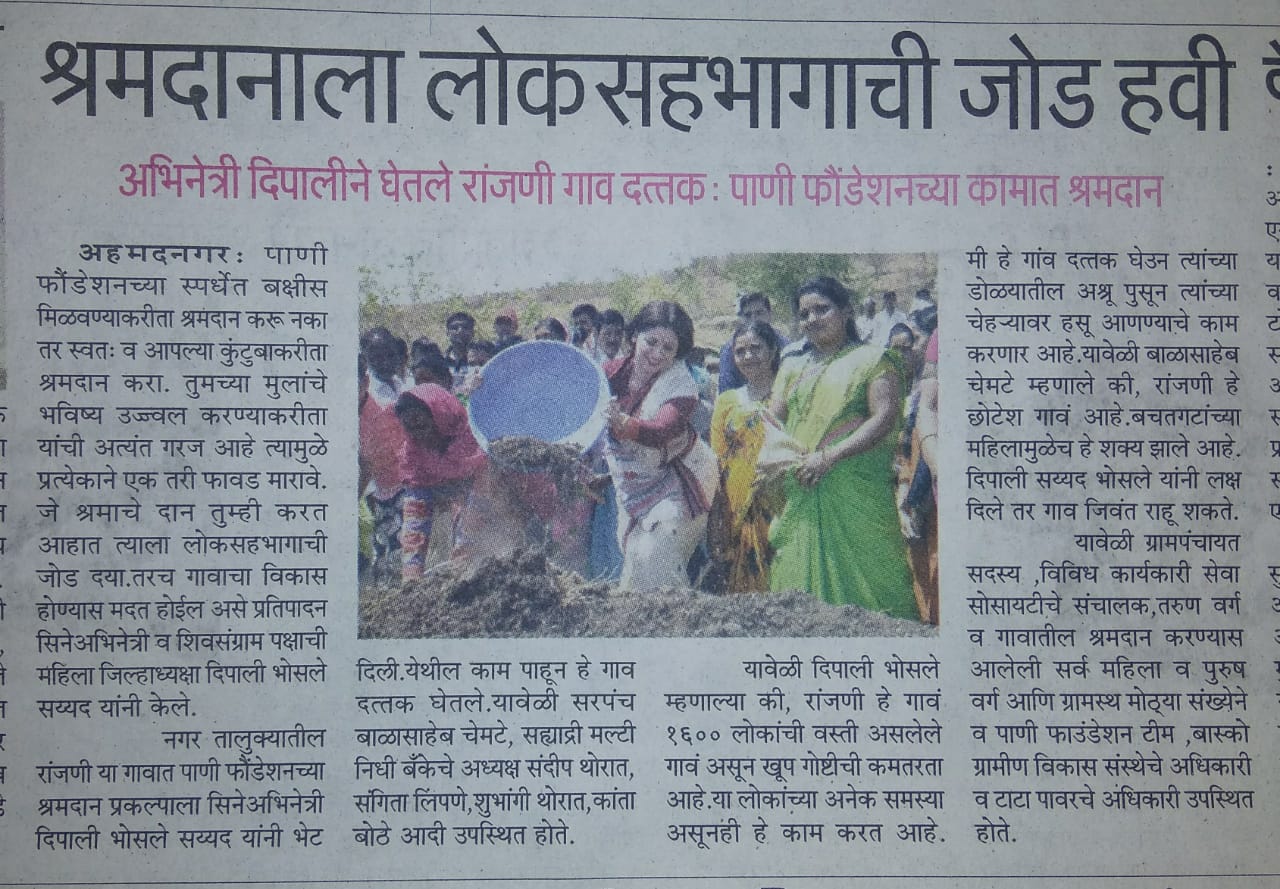 श्रमदानाला लोकसहभागाची जोड हवी
अभिनेत्री दिपालीने घेतले रांजणी गाव दत्तक : पाणी फौंडेशनच्या कामात श्रमदान
अहमदनगर : पाणी
फौंडेशनच्या स्पर्धेत बक्षीस
मिळवण्याकरीता श्रमदान करू नका
तर स्वतः व आपल्या कुंटुबाकरीता
श्रमदान करा. तुमच्या मुलांचे
भविष्य उज्ज्वल करण्याकरीता
यांची अत्यंत गरज आहे त्यामुळे
प्रत्येकाने एक तरी फावड मारावे.
जे श्रमाचे दान तुम्ही करत
आहात त्याला लोकसहभागाची
जोड दया.तरच गावाचा विकास
होण्यास मदत होईल असे प्रतिपादन
सिनेअभिनेत्री व शिवसंग्राम पक्षाची
महिला जिल्हाध्यक्षा दिपाली भोसले
सय्यद यांनी केले.
नगर तालुक्यातील
रांजणी या गावात पाणी फौंडेशनच्या
श्रमदान प्रकल्पाला सिनेअभिनेत्री
दिपाली भोसले सय्यद यांनी भेट
दिली.येथील काम पाहून हे गाव
दत्तक घेतले.यावेळी सरपंच
बाळासाहेब चेमटे, सह्याद्री मल्टी
निधी बँकेचे अध्यक्ष संदीप थोरात,
संगिता लिंपणे,शुभांगी थोरात,कांता
बोठे आदी उपस्थित होते.
यावेळी दिपाली भोसले
म्हणाल्या की, रांजणी हे गावं
१६०० लोकांची वस्ती असलेले
गावं असून खूप गोष्टीची कमतरता
आहे.या लोकांच्या अनेक समस्या
असूनही हे काम करत आहे.
मी हे गांव दत्तक घेउन त्यांच्या
डोळयातील अश्रू पुसून त्यांच्या
चेहऱ्यावर हसू आणण्याचे काम
करणार आहे.यावेळी बाळासाहेब
चेमटे म्हणाले की, रांजणी हे
छोटेश गावं आहे.बचतगटांच्या
महिलामुळेच हे शक्य झाले आहे.
दिपाली सय्यद भोसले यांनी लक्ष
दिले तर गाव जिवंत राहू शकते.
यावेळी ग्रामपंचायत
सदस्य ,विविध कार्यकारी सेवा
सोसायटीचे संचालक,तरुण वर्ग
व गावातील श्रमदान करण्यास
आलेली सर्व महिला व पुरुष
वर्ग आणि ग्रामस्थ मोठ्या संख्येने
व पाणी फाउंडेशन टीम ,बास्को
ग्रामीण विकास संस्थेचे अधिकारी
व टाटा पावरचे अंधिकारी उपस्थित
होते.